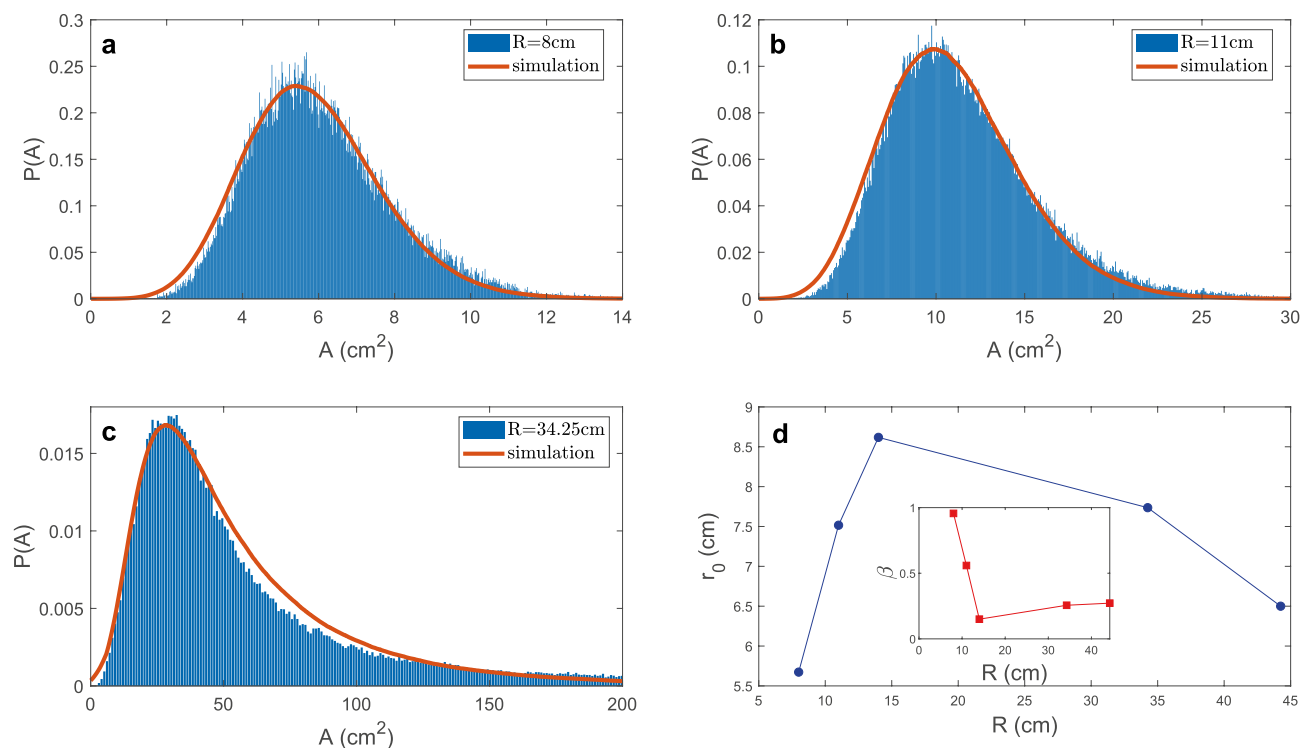 0.3
0.25
0.2
0.15
0.1
0.05
0
P(A)
a
R=8cm
simulation
0 2 4 6 8 10 12 14
A (cm²)
0.12
0.1
0.08
0.06
0.04
0.02
0
P(A)
b
R=11cm
simulation
0 5 10 15 20 25 30
A (cm²)
0.015
0.01
0.005
0
P(A)
c
R=34.25cm
simulation
0 50 100 150 200
A (cm²)
9
8.5
8
7.5
7
6.5
6
5.5
r₀ (cm)
d
1
0.5
0
β
0 10 20 30 40
R (cm)
5 10 15 20 25 30 35 40 45
R (cm)